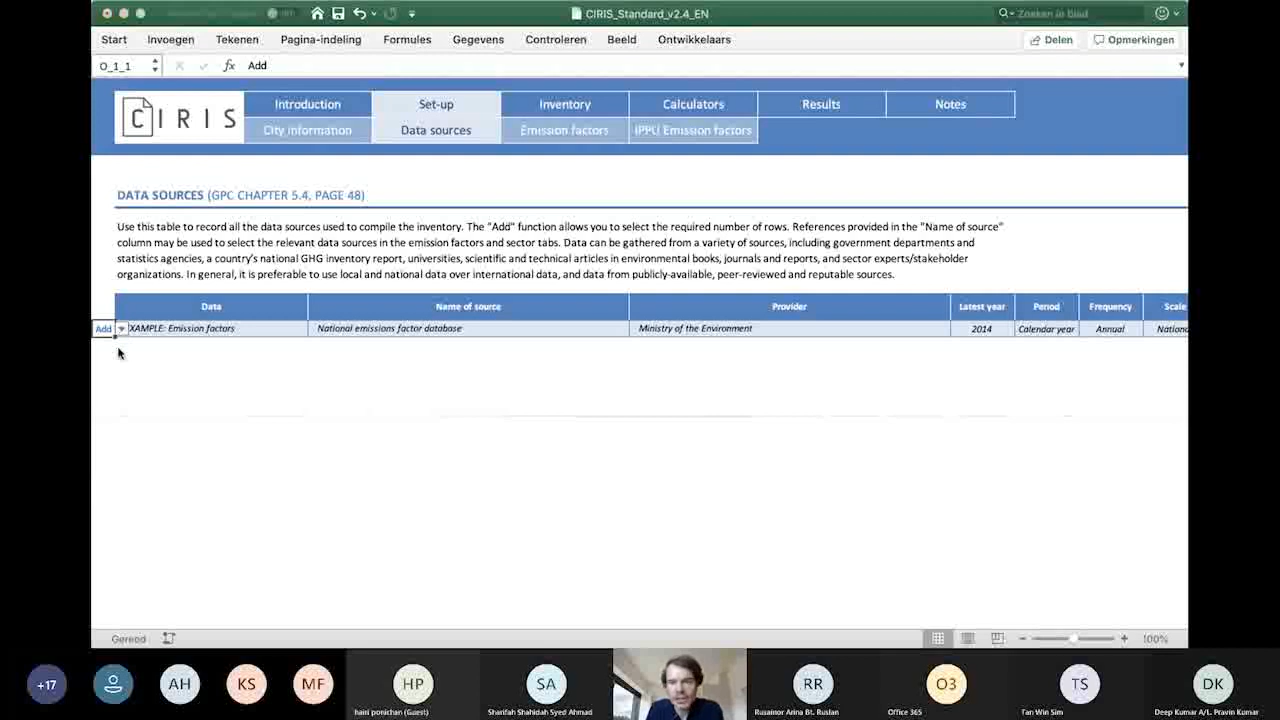 CIRIS_Standard_v2.4_EN
Zoeken in blad
Start Invoegen Tekenen Pagina-indeling Formules Gegevens Controleren Beeld Ontwikkelaars Delen Opmerkingen
O_1_1 fx Add
CIRIS
Introduction Set-up Inventory Calculators Results Notes
City information Data sources Emission factors IPPU Emission factors
DATA SOURCES (GPC CHAPTER 5.4, PAGE 48)
Use this table to record all the data sources used to compile the inventory. The "Add" function allows you to select the required number of rows. References provided in the "Name of source"
column may be used to select the relevant data sources in the emission factors and sector tabs. Data can be gathered from a variety of sources, including government departments and
statistics agencies, a country's national GHG inventory report, universities, scientific and technical articles in environmental books, journals and reports, and sector experts/stakeholder
organizations. In general, it is preferable to use local and national data over international data, and data from publicly-available, peer-reviewed and reputable sources.
Data Name of source Provider Latest year Period Frequency Scale
Add XAMPLE: Emission factors National emissions factor database Ministry of the Environment 2014 Calendar year Annual Nationa
Gereed 100%
+17 AH KS MF HP SA RR O3 TS DK
haini ponichan (Guest) Sharifah Shahidah Syed Ahmad Rusainor Arina Bt. Ruslan Office 365 Tan Win Sim Deep Kumar A/L. Pravin Kumar